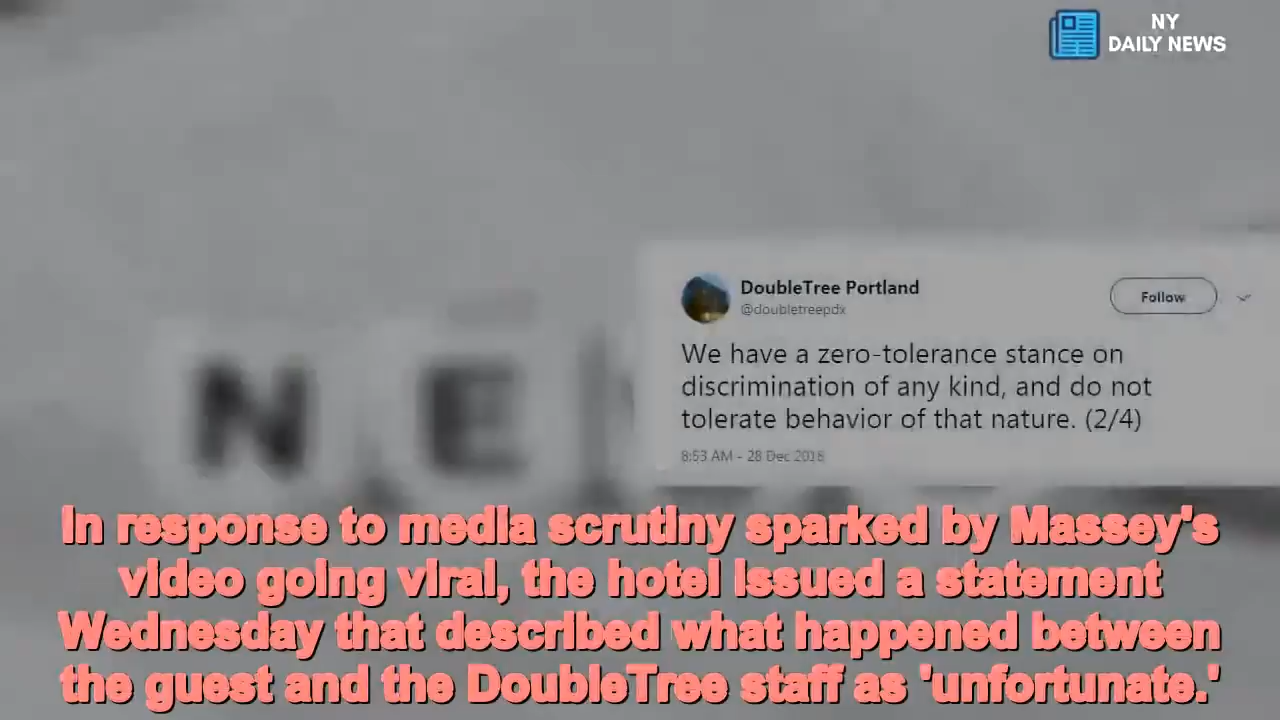 NY
DAILY NEWS
DoubleTree Portland
@doubletreepdx
Follow
We have a zero-tolerance stance on
discrimination of any kind, and do not
tolerate behavior of that nature. (2/4)
8:53 AM - 28 Dec 2018
N E
In response to media scrutiny sparked by Massey's
video going viral, the hotel issued a statement
Wednesday that described what happened between
the guest and the DoubleTree staff as 'unfortunate.'